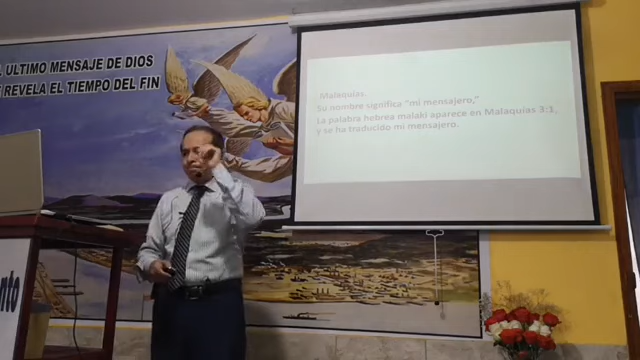 L ULTIMO MENSAJE DE DIOS
E REVELA EL TIEMPO DEL FIN
Malaquías.
Su nombre significa "mi mensajero,"
La palabra hebrea malaki aparece en Malaquías 3:1,
y se ha traducido mi mensajero.
nto